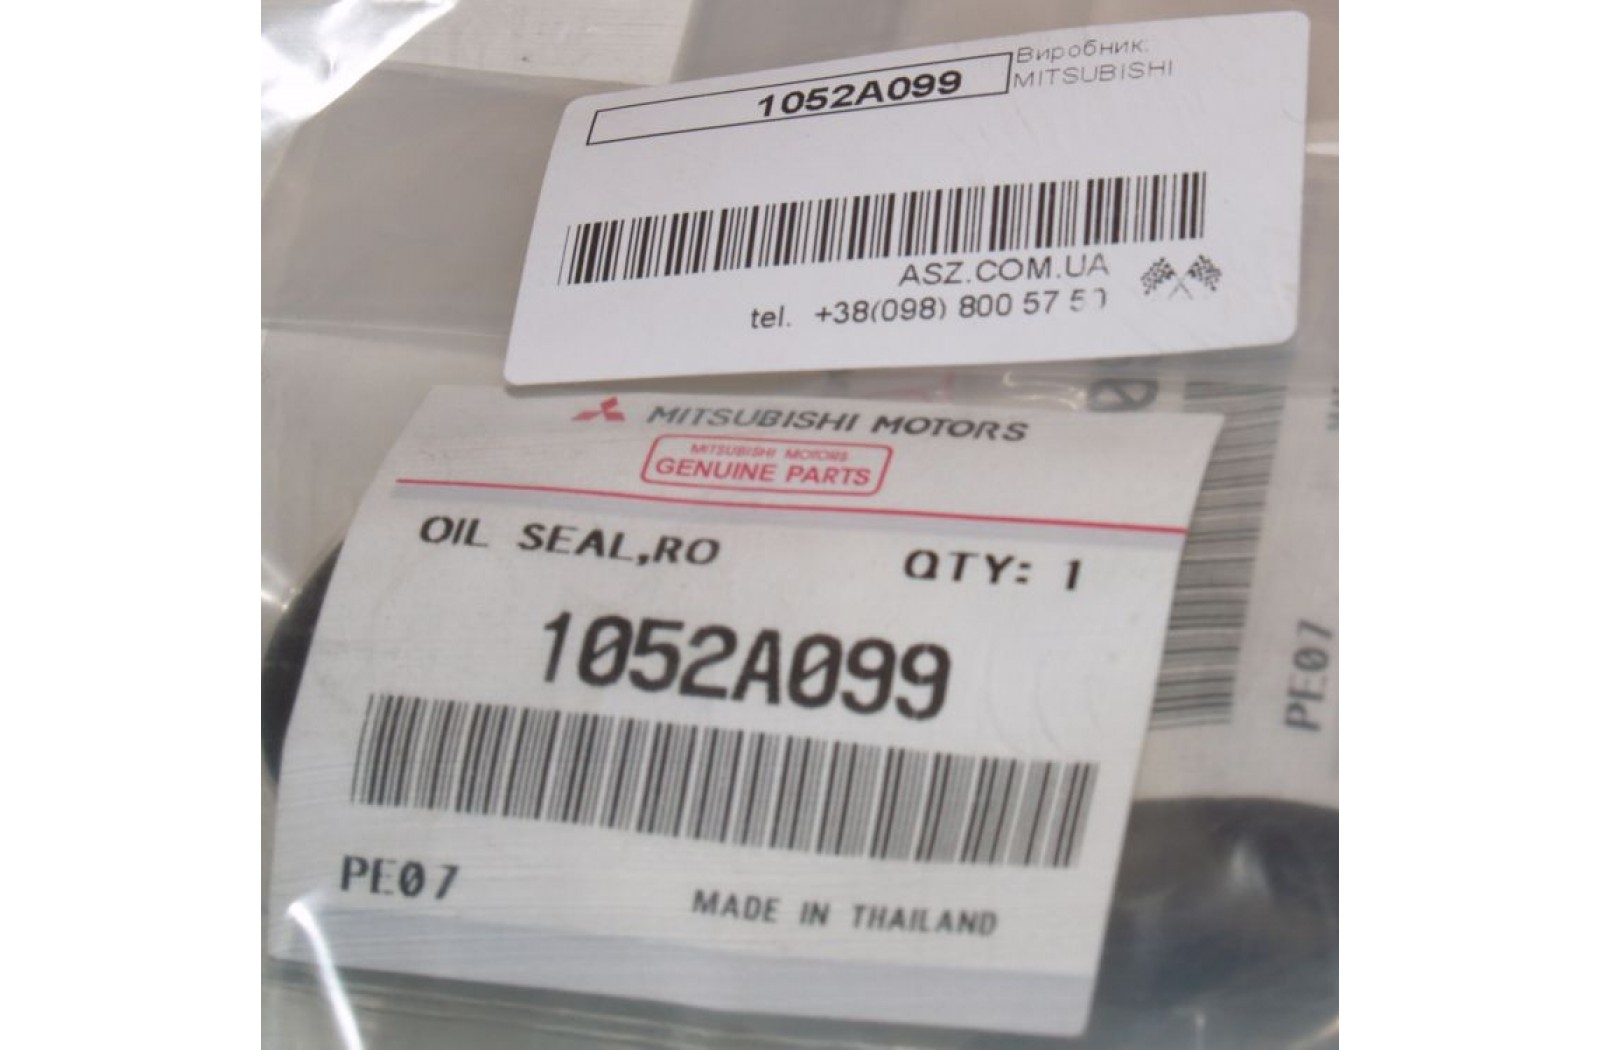 1052A099
Виробник:
MITSUBISHI
ASZ.COM.UA
tel. +38(098) 800 57 5
MITSUBISHI MOTORS
MITSUBISHI MOTORS
GENUINE PARTS
OIL SEAL,RO
QTY: 1
1052A099
PE07
MADE IN THAILAND
PE07